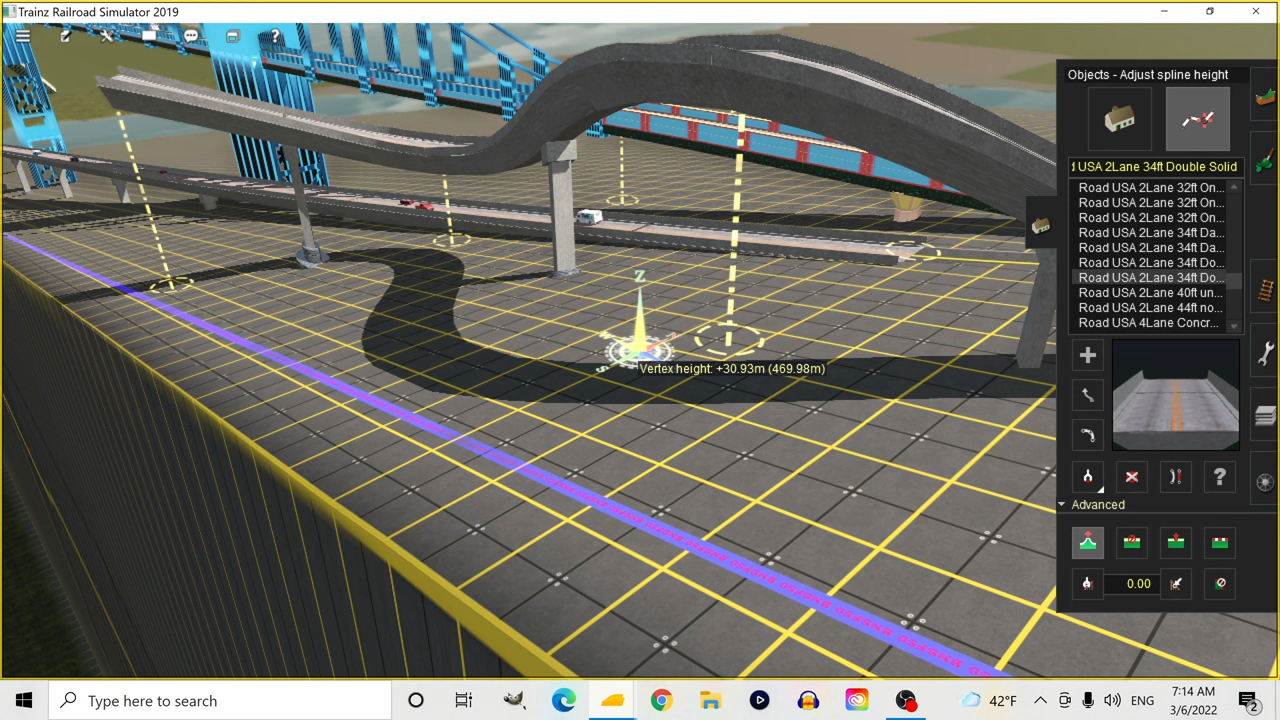 Trainz Railroad Simulator 2019
Objects - Adjust spline height
USA 2Lane 34ft Double Solid
Road USA 2Lane 32ft On...
Road USA 2Lane 32ft On...
Road USA 2Lane 32ft On...
Road USA 2Lane 34ft Da...
Road USA 2Lane 34ft Da...
Road USA 2Lane 34ft Do...
Road USA 2Lane 34ft Do...
Road USA 2Lane 40ft un...
Road USA 2Lane 44ft no...
Road USA 4Lane Concr...
Z
Vertex height: +30.93m (469.98m)
Advanced
0.00
Type here to search
42°F
ENG
7:14 AM
3/6/2022
2